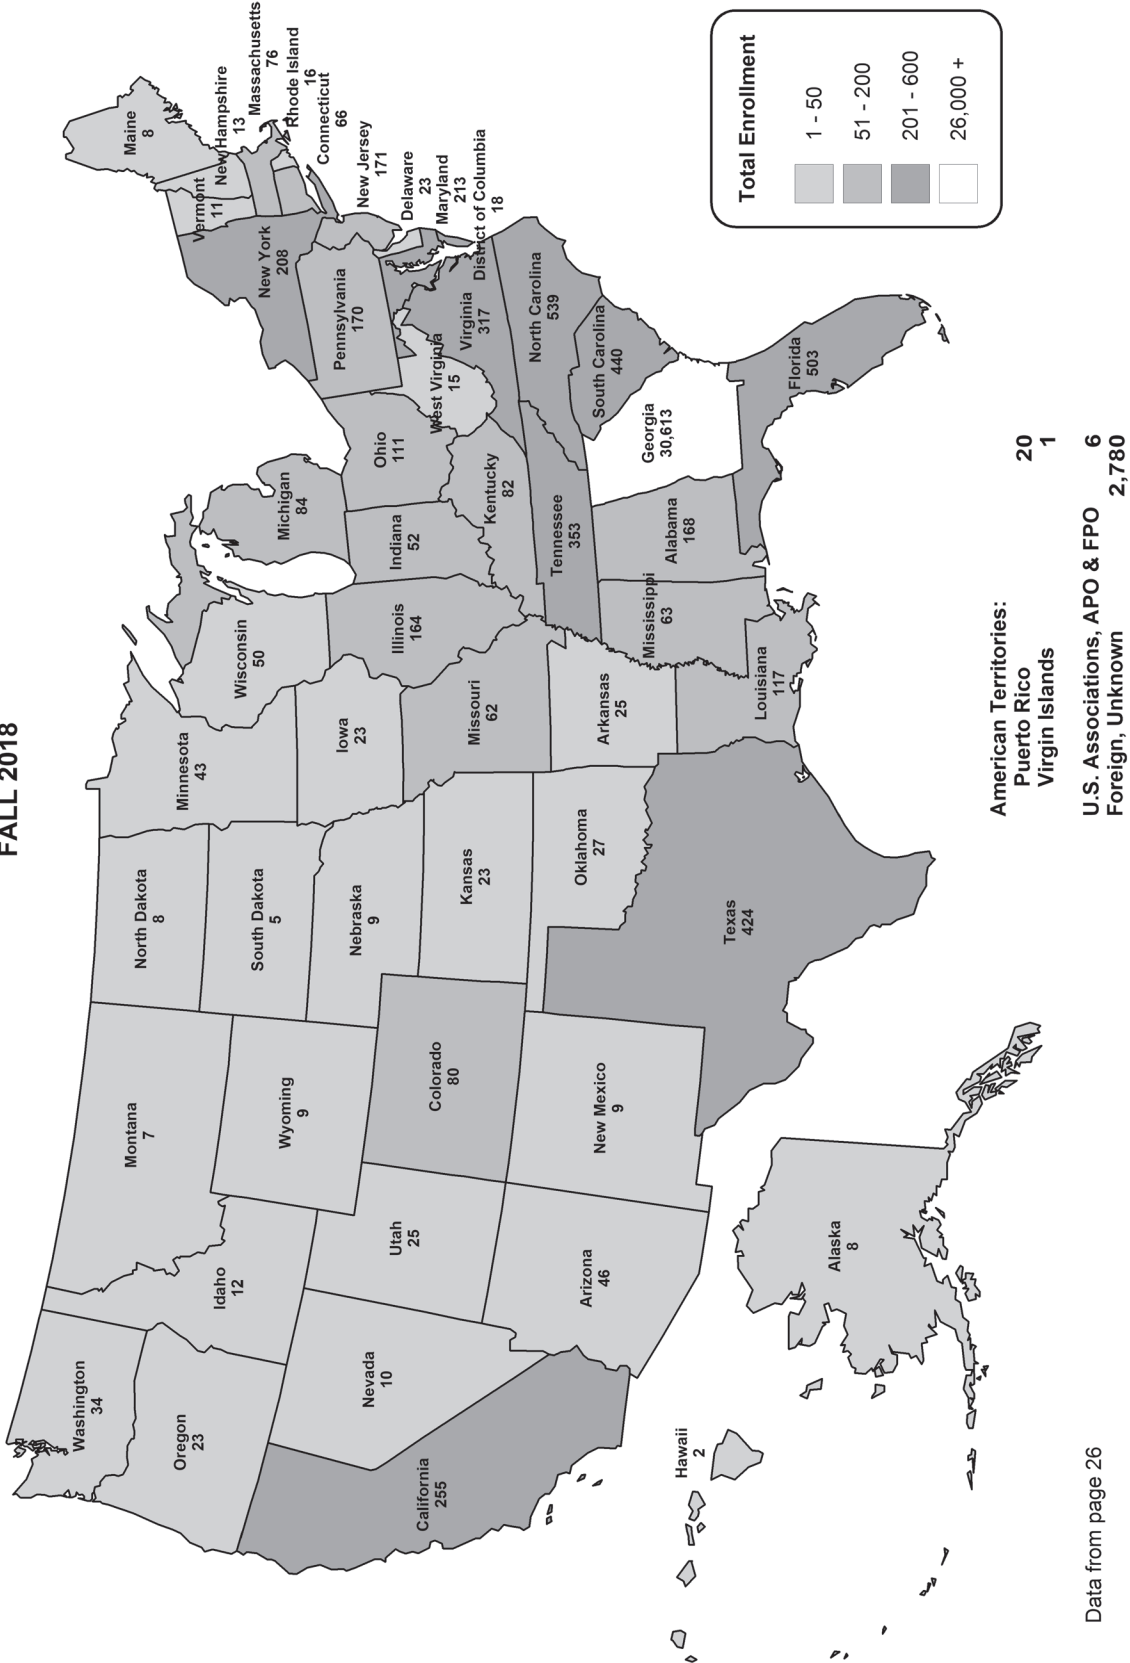 FALL 2018
Washington
34
Oregon
23
California
255
Nevada
10
Idaho
12
Montana
7
Wyoming
9
Utah
25
Arizona
46
Colorado
80
New Mexico
9
North Dakota
8
South Dakota
5
Nebraska
9
Kansas
23
Oklahoma
27
Texas
424
Minnesota
43
Iowa
23
Missouri
62
Arkansas
25
Louisiana
117
Wisconsin
50
Illinois
164
Mississippi
63
Michigan
84
Indiana
52
Kentucky
82
Tennessee
353
Alabama
168
Ohio
111
West Virginia
15
Georgia
30,613
Florida
503
South Carolina
440
North Carolina
539
Virginia
317
Pennsylvania
170
New York
208
Vermont
11
Maine
8
New Hampshire
13
Massachusetts
76
Rhode Island
16
Connecticut
66
New Jersey
171
Delaware
23
Maryland
213
District of Columbia
18
Alaska
8
Hawaii
2
Total Enrollment
1 - 50
51 - 200
201 - 600
26,000 +
American Territories:
Puerto Rico 20
Virgin Islands 1
U.S. Associations, APO & FPO 6
Foreign, Unknown 2,780
Data from page 26